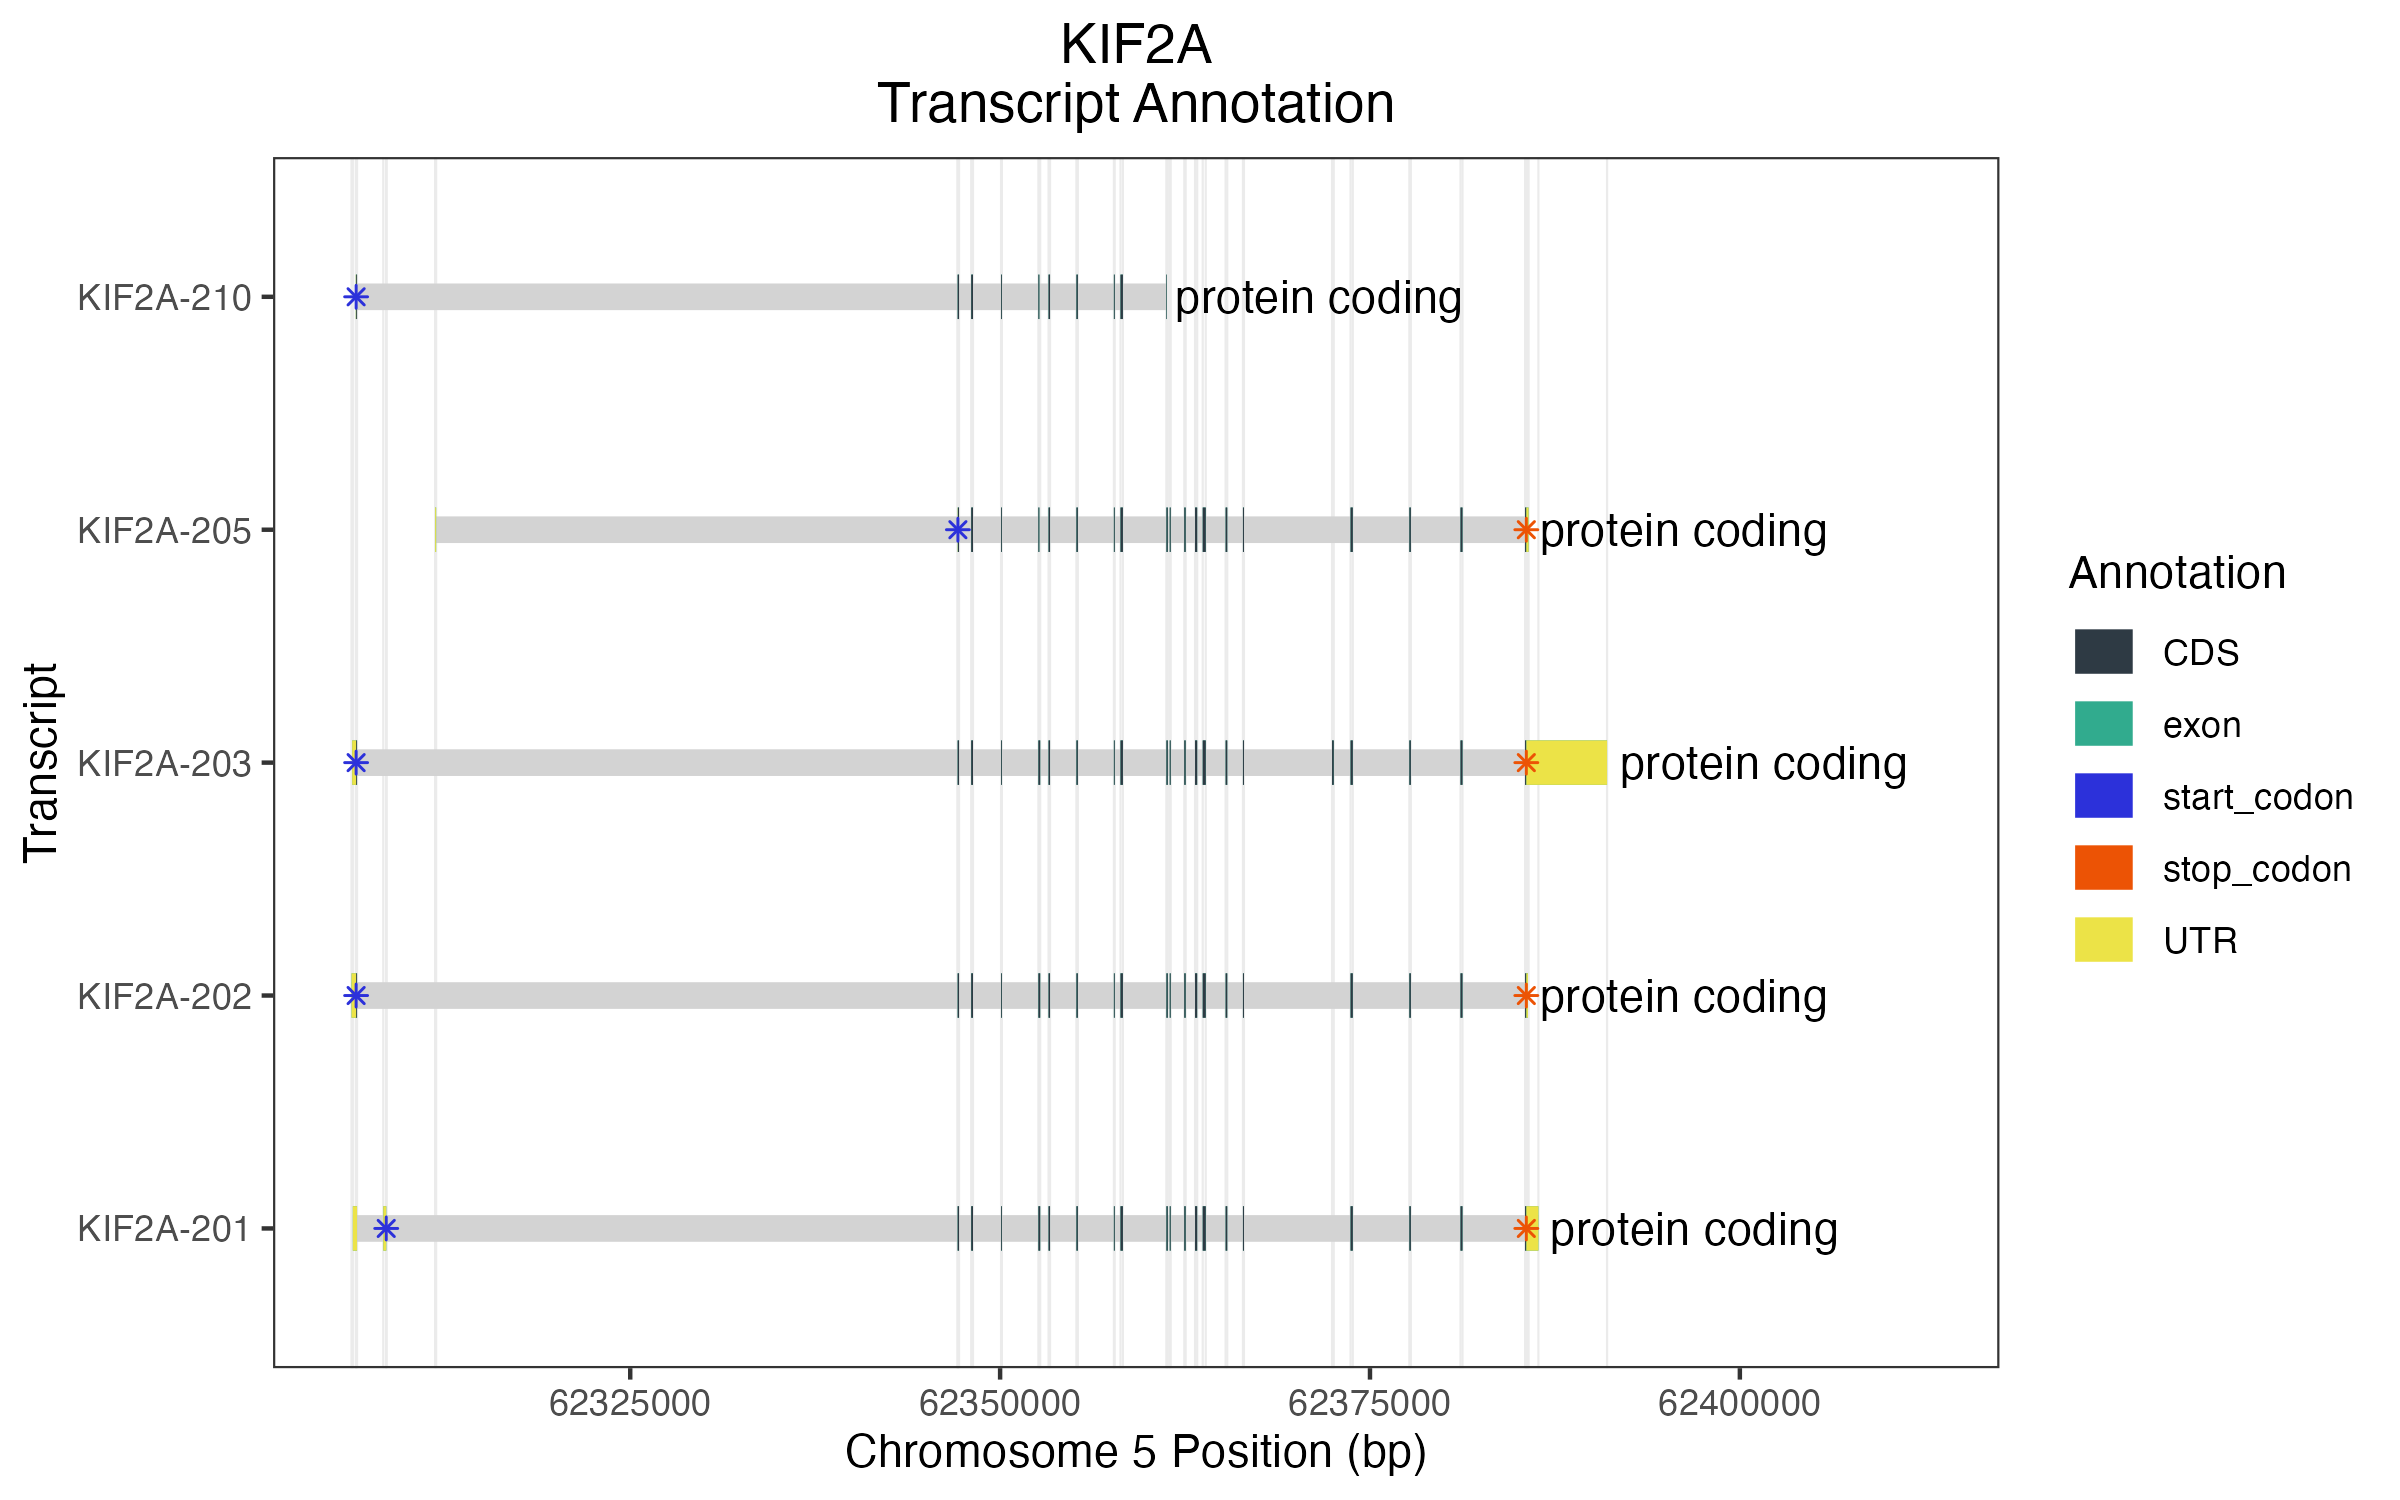 KIF2A
Transcript Annotation
Transcript
KIF2A-210
protein coding
KIF2A-205
protein coding
KIF2A-203
protein coding
KIF2A-202
protein coding
KIF2A-201
protein coding
62325000
62350000
62375000
62400000
Chromosome 5 Position (bp)
Annotation
CDS
exon
start_codon
stop_codon
UTR